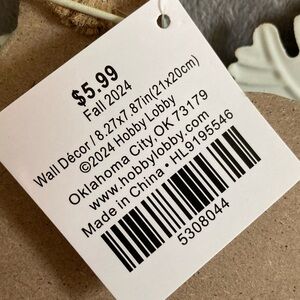 $5.99
Fall 2024
Wall Décor / 8.27x7.87in(21x20cm)
©2024 Hobby Lobby
Oklahoma City, OK 73179
www.hobbylobby.com
Made in China • HL9195546
5308044